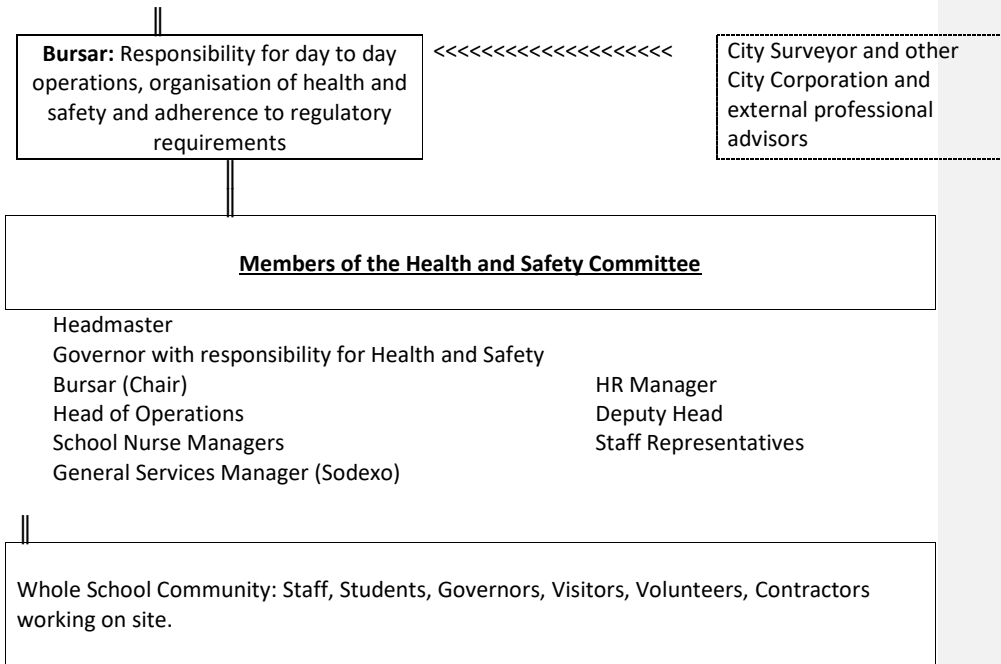 Bursar: Responsibility for day to day
operations, organisation of health and
safety and adherence to regulatory
requirements
<<<<<<<<<<<<<<<<<<<<
City Surveyor and other
City Corporation and
external professional
advisors
Members of the Health and Safety Committee
Headmaster
Governor with responsibility for Health and Safety
Bursar (Chair)
Head of Operations
School Nurse Managers
General Services Manager (Sodexo)
HR Manager
Deputy Head
Staff Representatives
Whole School Community: Staff, Students, Governors, Visitors, Volunteers, Contractors
working on site.